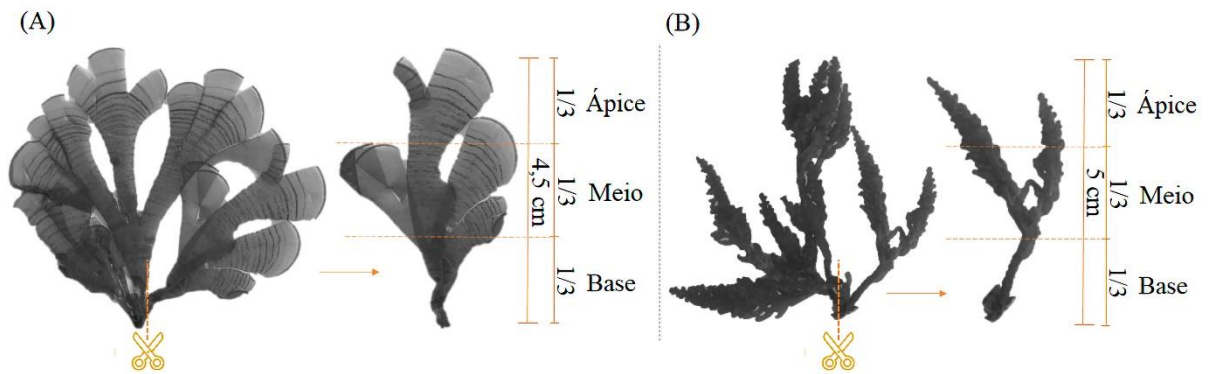 (A)
1/3 Ápice
4,5 cm
1/3 Meio
1/3 Base
(B)
1/3 Ápice
5 cm
1/3 Meio
1/3 Base